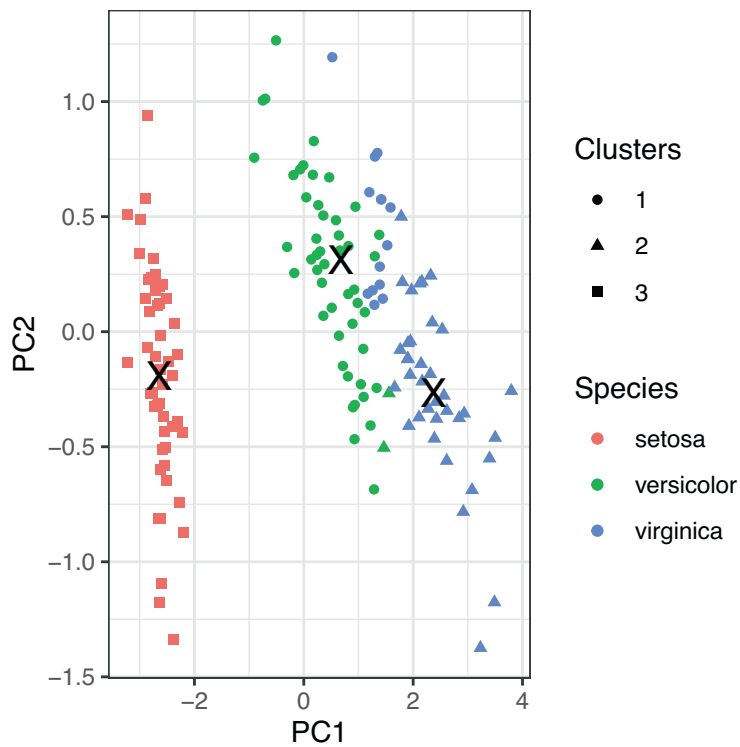 1.0
0.5
0.0
−0.5
−1.0
−1.5
PC2
−2
0
2
4
PC1
X
X
X
Clusters
1
2
3
Species
setosa
versicolor
virginica